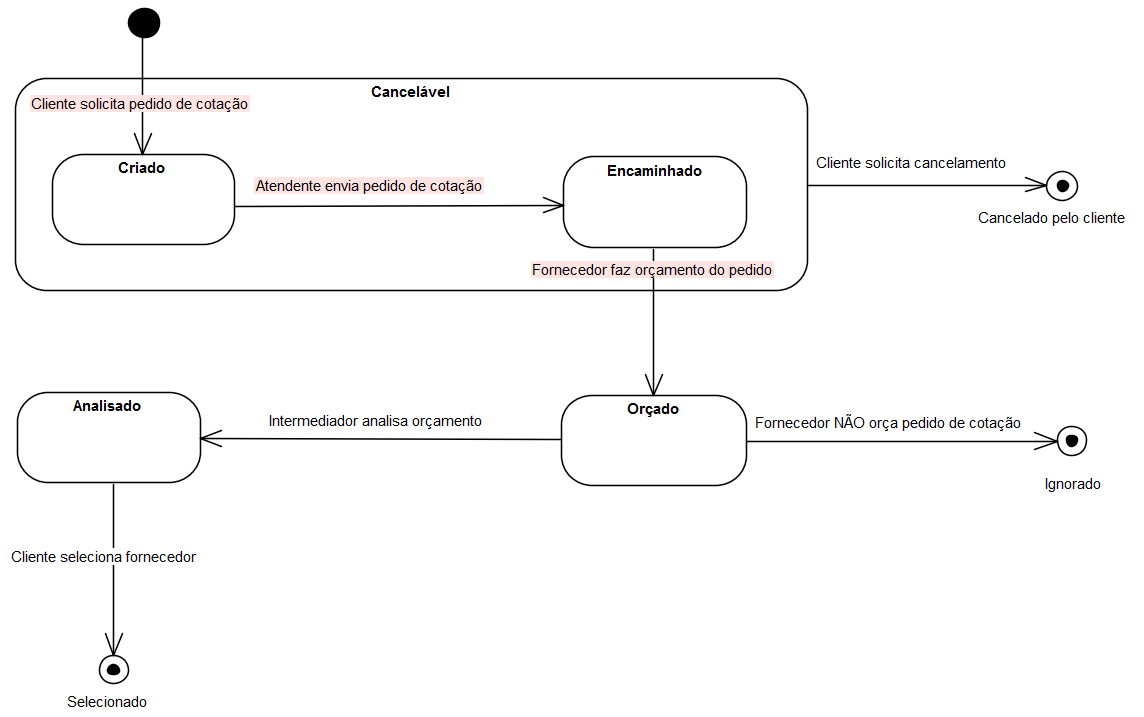 Cancelável
Cliente solicita pedido de cotação
Criado
Encaminhado
Cliente solicita cancelamento
Atendente envia pedido de cotação
Cancelado pelo cliente
Fornecedor faz orçamento do pedido
Analisado
Orçado
Intermediador analisa orçamento
Fornecedor NÃO orça pedido de cotação
Ignorado
Cliente seleciona fornecedor
Selecionado